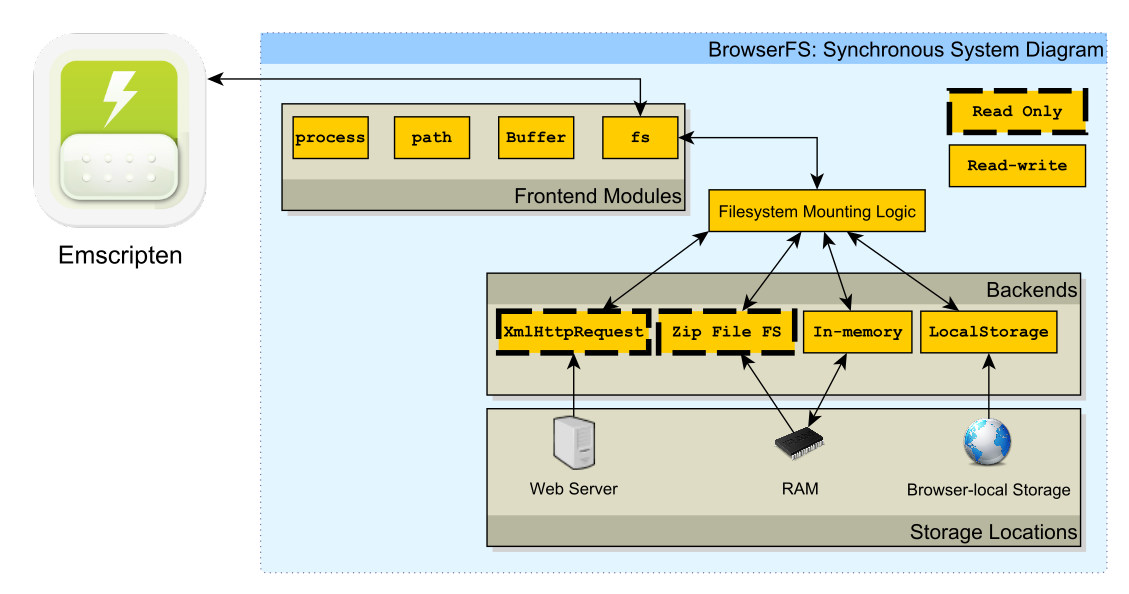 BrowserFS: Synchronous System Diagram
Read Only
process
path
Buffer
fs
Read-write
Frontend Modules
Filesystem Mounting Logic
Emscripten
Backends
XmlHttpRequest
Zip File FS
In-memory
LocalStorage
Web Server
RAM
Browser-local Storage
Storage Locations